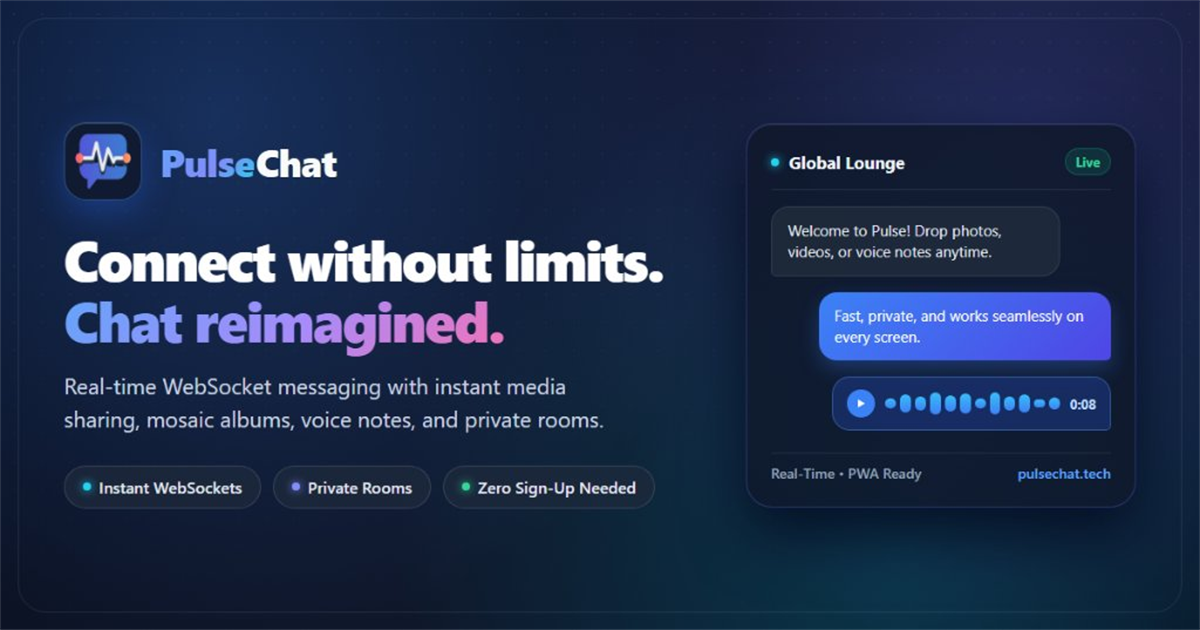 PulseChat
Connect without limits.
Chat reimagined.
Real-time WebSocket messaging with instant media
sharing, mosaic albums, voice notes, and private rooms.
Instant WebSockets
Private Rooms
Zero Sign-Up Needed
Global Lounge
Live
Welcome to Pulse! Drop photos,
videos, or voice notes anytime.
Fast, private, and works seamlessly on
every screen.
0:08
Real-Time • PWA Ready
pulsechat.tech